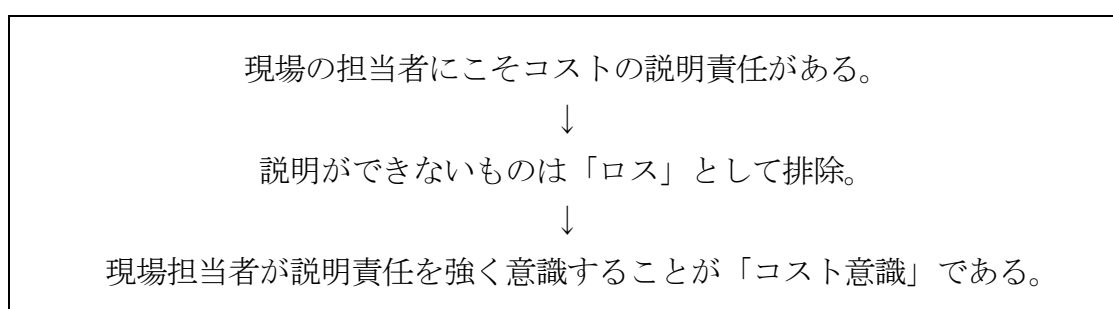 現場の担当者にこそコストの説明責任がある。
↓
説明ができないものは「ロス」として排除。
↓
現場担当者が説明責任を強く意識することが「コスト意識」である。